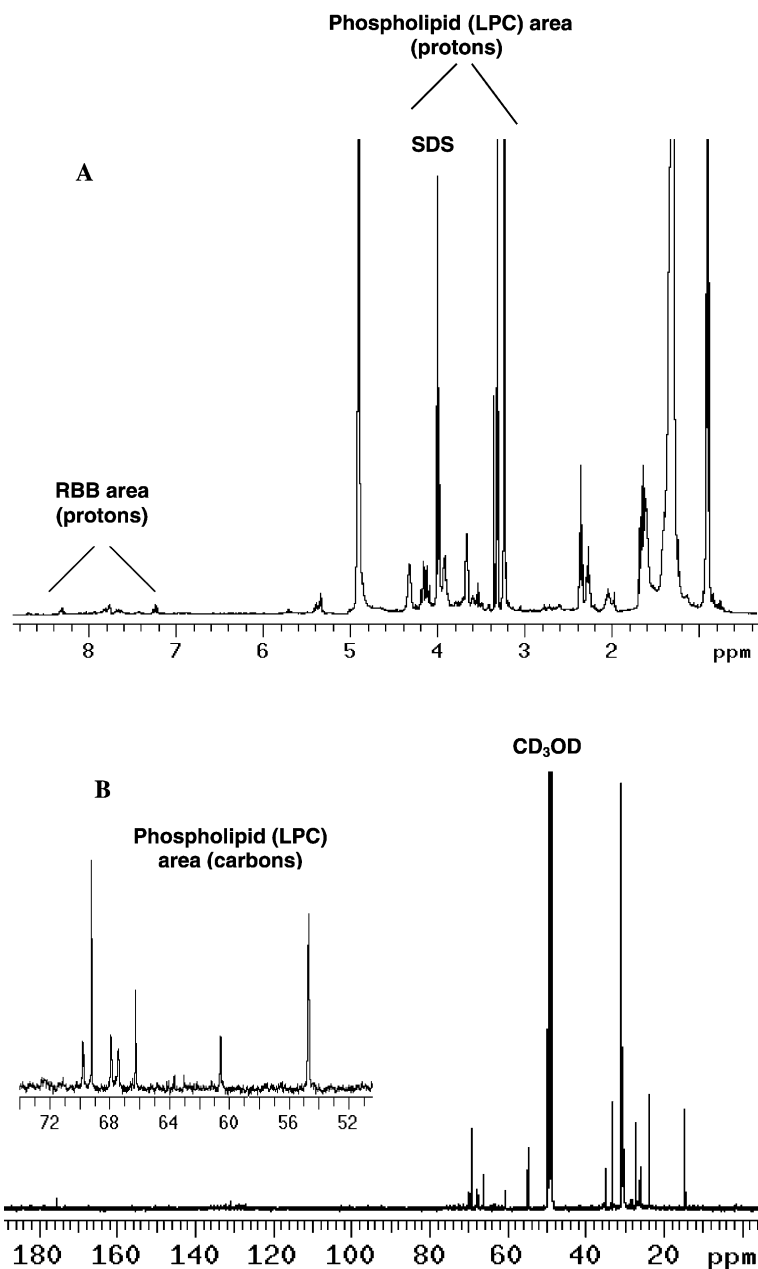 Phospholipid (LPC) area
(protons)
SDS
A
RBB area
(protons)
8 7 6 5 4 3 2 ppm
CD₃OD
B
Phospholipid (LPC)
area (carbons)
72 68 64 60 56 52
180 160 140 120 100 80 60 40 20 ppm